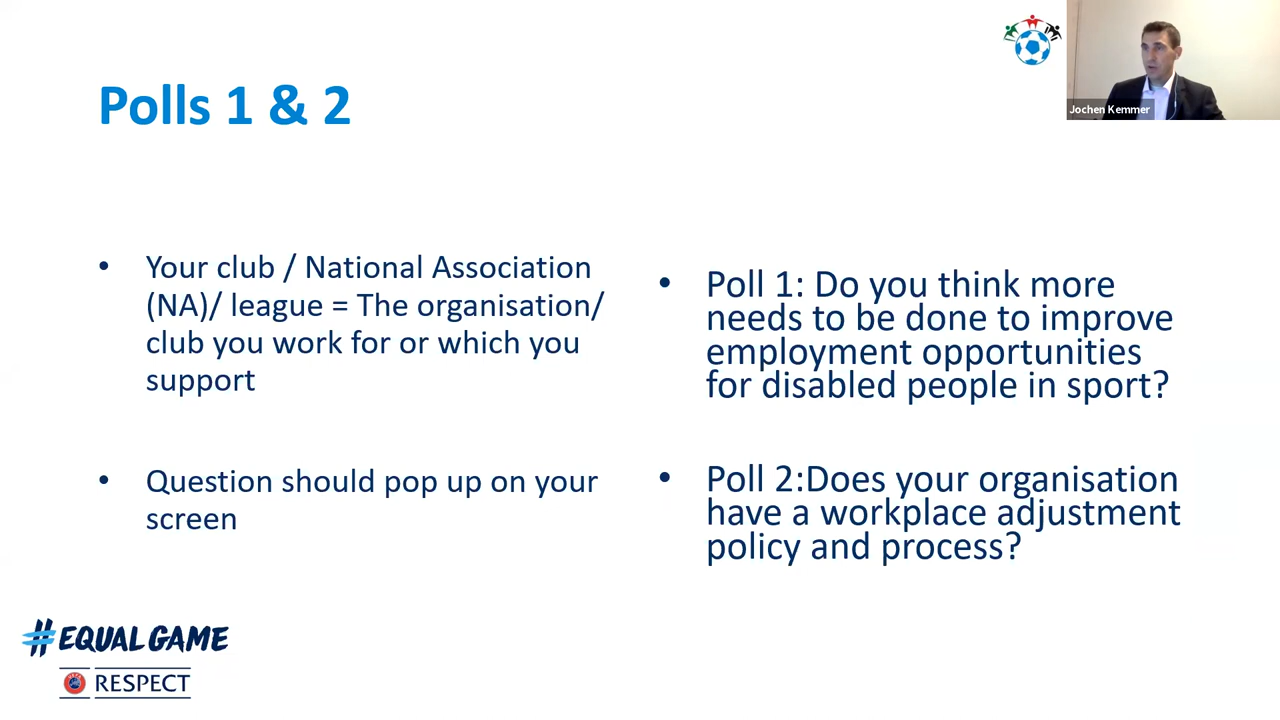 Jochen Kemmer
Polls 1 & 2
• Your club / National Association
(NA)/ league = The organisation/
club you work for or which you
support
• Question should pop up on your
screen
• Poll 1: Do you think more
needs to be done to improve
employment opportunities
for disabled people in sport?
• Poll 2:Does your organisation
have a workplace adjustment
policy and process?
#EQUALGAME
RESPECT